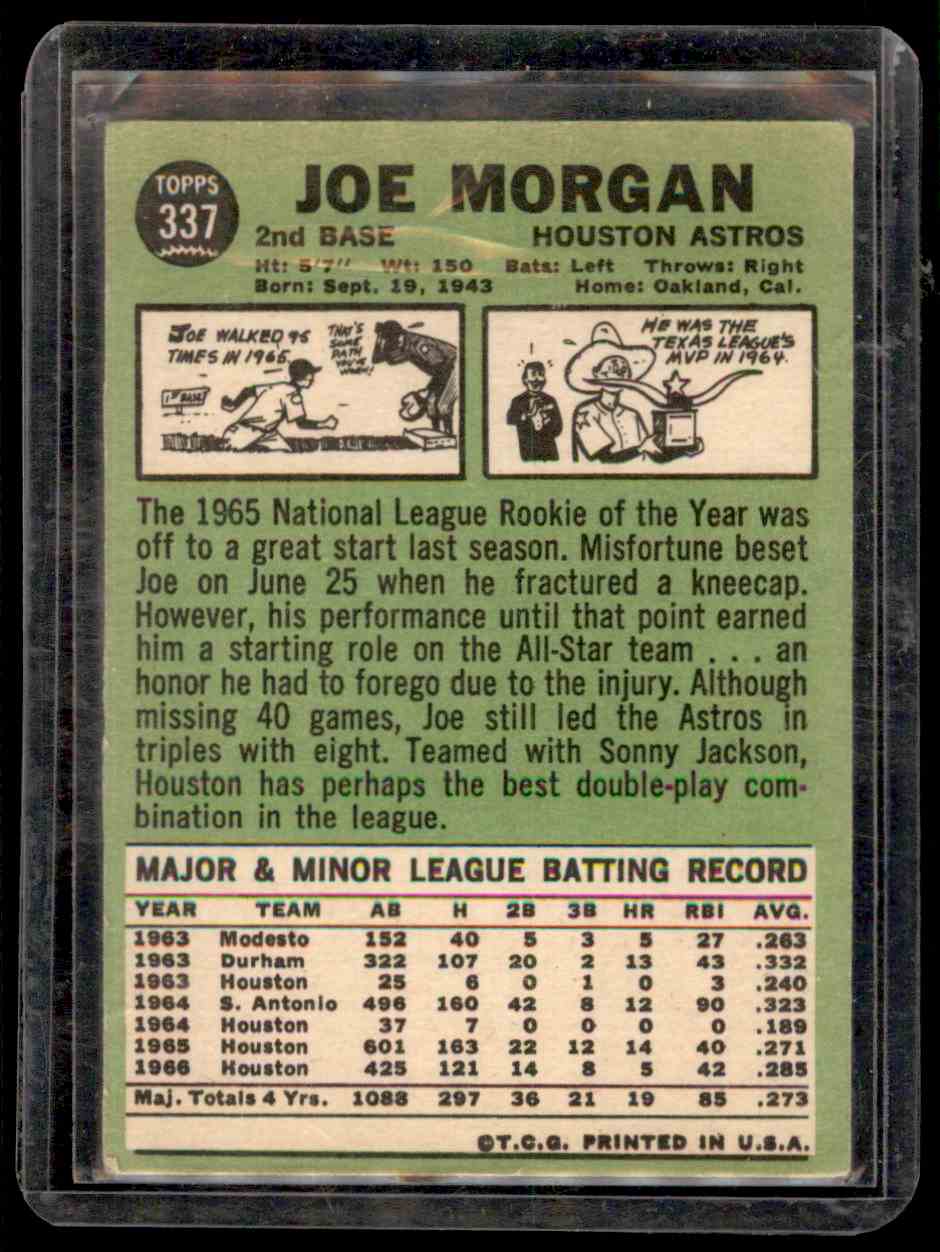 TOPPS
337
JOE MORGAN
2nd BASE HOUSTON ASTROS
Ht: 5'7" Wt: 150 Bats: Left Throws: Right
Born: Sept. 19, 1943 Home: Oakland, Cal.
JOE WALKED 95
TIMES IN 1965
THAT'S
SOME
PATH
YOU'VE
WORN!
1ST BASE
HE WAS THE
TEXAS LEAGUE'S
MVP IN 1964.
The 1965 National League Rookie of the Year was
off to a great start last season. Misfortune beset
Joe on June 25 when he fractured a kneecap.
However, his performance until that point earned
him a starting role on the All-Star team . . . an
honor he had to forego due to the injury. Although
missing 40 games, Joe still led the Astros in
triples with eight. Teamed with Sonny Jackson,
Houston has perhaps the best double-play com-
bination in the league.
MAJOR & MINOR LEAGUE BATTING RECORD
YEAR TEAM AB H 2B 3B HR RBI AVG.
1963 Modesto 152 40 5 3 5 27 .263
1963 Durham 322 107 20 2 13 43 .332
1963 Houston 25 6 0 1 0 3 .240
1964 S. Antonio 496 160 42 8 12 90 .323
1964 Houston 37 7 0 0 0 0 .189
1965 Houston 601 163 22 12 14 40 .271
1966 Houston 425 121 14 8 5 42 .285
Maj. Totals 4 Yrs. 1088 297 36 21 19 85 .273
©T.C.G. PRINTED IN U.S.A.